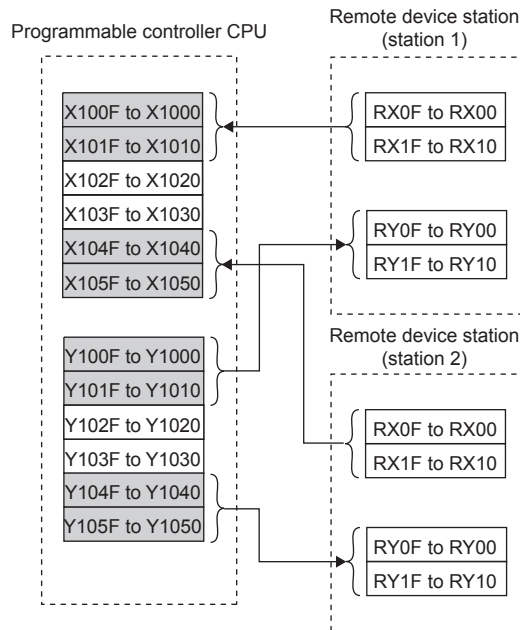 Programmable controller CPU
X100F to X1000
X101F to X1010
X102F to X1020
X103F to X1030
X104F to X1040
X105F to X1050
Y100F to Y1000
Y101F to Y1010
Y102F to Y1020
Y103F to Y1030
Y104F to Y1040
Y105F to Y1050
Remote device station
(station 1)
RX0F to RX00
RX1F to RX10
RY0F to RY00
RY1F to RY10
Remote device station
(station 2)
RX0F to RX00
RX1F to RX10
RY0F to RY00
RY1F to RY10